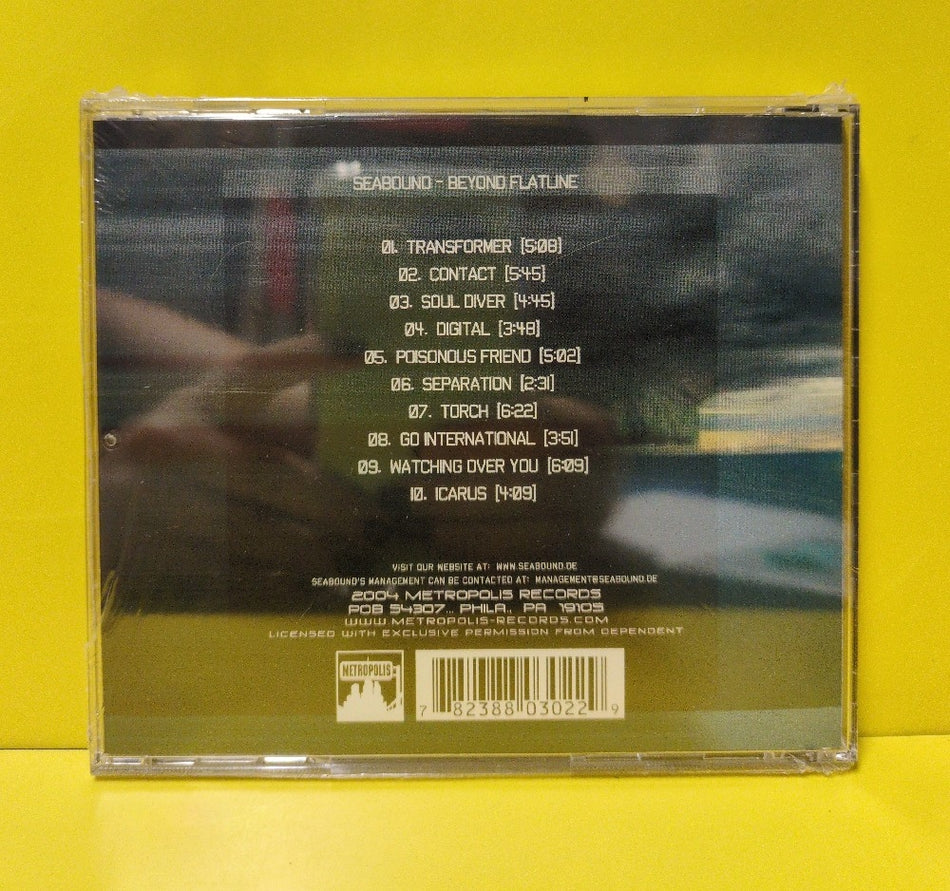 SEABOUND - BEYOND FLATLINE
01. TRANSFORMER [5:08]
02. CONTACT [5:45]
03. SOUL DIVER [4:45]
04. DIGITAL [3:48]
05. POISONOUS FRIEND [5:02]
06. SEPARATION [2:31]
07. TORCH [6:22]
08. GO INTERNATIONAL [3:51]
09. WATCHING OVER YOU [6:09]
10. ICARUS [4:09]
VISIT OUR WEBSITE AT: WWW.SEABOUND.DE
SEABOUND'S MANAGEMENT CAN BE CONTACTED AT: MANAGEMENT@SEABOUND.DE
2004 METROPOLIS RECORDS
POB 54307... PHILA., PA 19105
WWW.METROPOLIS-RECORDS.COM
LICENSED WITH EXCLUSIVE PERMISSION FROM DEPENDENT
METROPOLIS
7 82388 03022 9